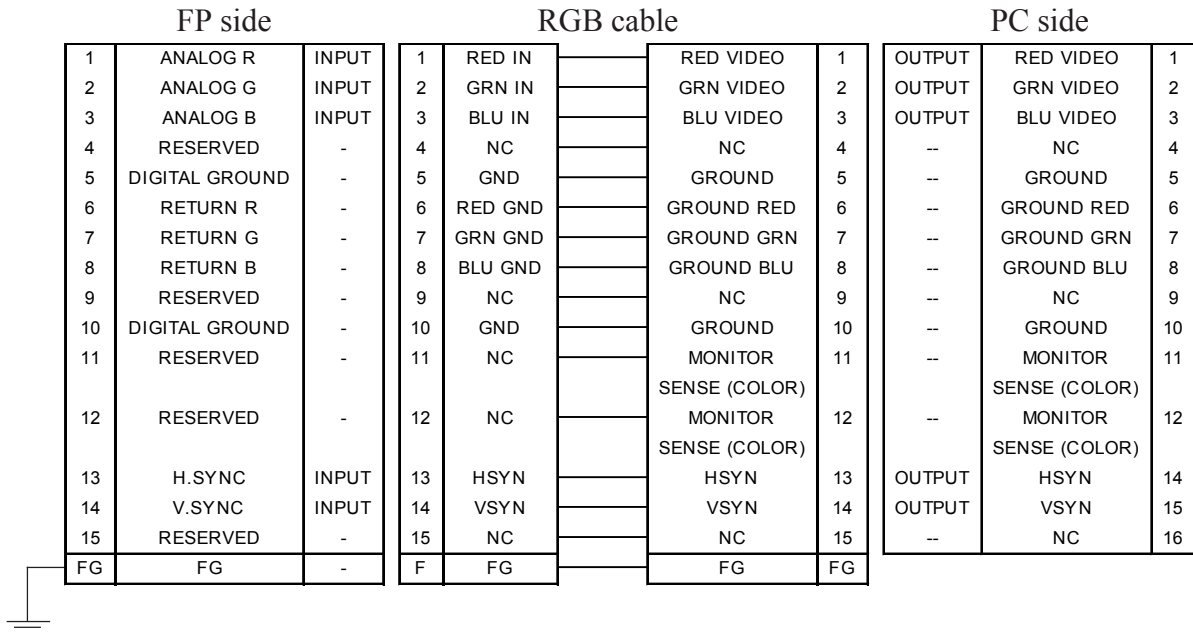 FP side RGB cable PC side
1 ANALOG R INPUT 1 RED IN RED VIDEO 1 OUTPUT RED VIDEO 1
2 ANALOG G INPUT 2 GRN IN GRN VIDEO 2 OUTPUT GRN VIDEO 2
3 ANALOG B INPUT 3 BLU IN BLU VIDEO 3 OUTPUT BLU VIDEO 3
4 RESERVED - 4 NC NC 4 -- NC 4
5 DIGITAL GROUND - 5 GND GROUND 5 -- GROUND 5
6 RETURN R - 6 RED GND GROUND RED 6 -- GROUND RED 6
7 RETURN G - 7 GRN GND GROUND GRN 7 -- GROUND GRN 7
8 RETURN B - 8 BLU GND GROUND BLU 8 -- GROUND BLU 8
9 RESERVED - 9 NC NC 9 -- NC 9
10 DIGITAL GROUND - 10 GND GROUND 10 -- GROUND 10
11 RESERVED - 11 NC MONITOR 11 -- MONITOR 11
SENSE (COLOR) SENSE (COLOR)
12 RESERVED - 12 NC MONITOR 12 -- MONITOR 12
SENSE (COLOR) SENSE (COLOR)
13 H.SYNC INPUT 13 HSYN HSYN 13 OUTPUT HSYN 14
14 V.SYNC INPUT 14 VSYN VSYN 14 OUTPUT VSYN 15
15 RESERVED - 15 NC NC 15 -- NC 16
FG FG - F FG FG FG